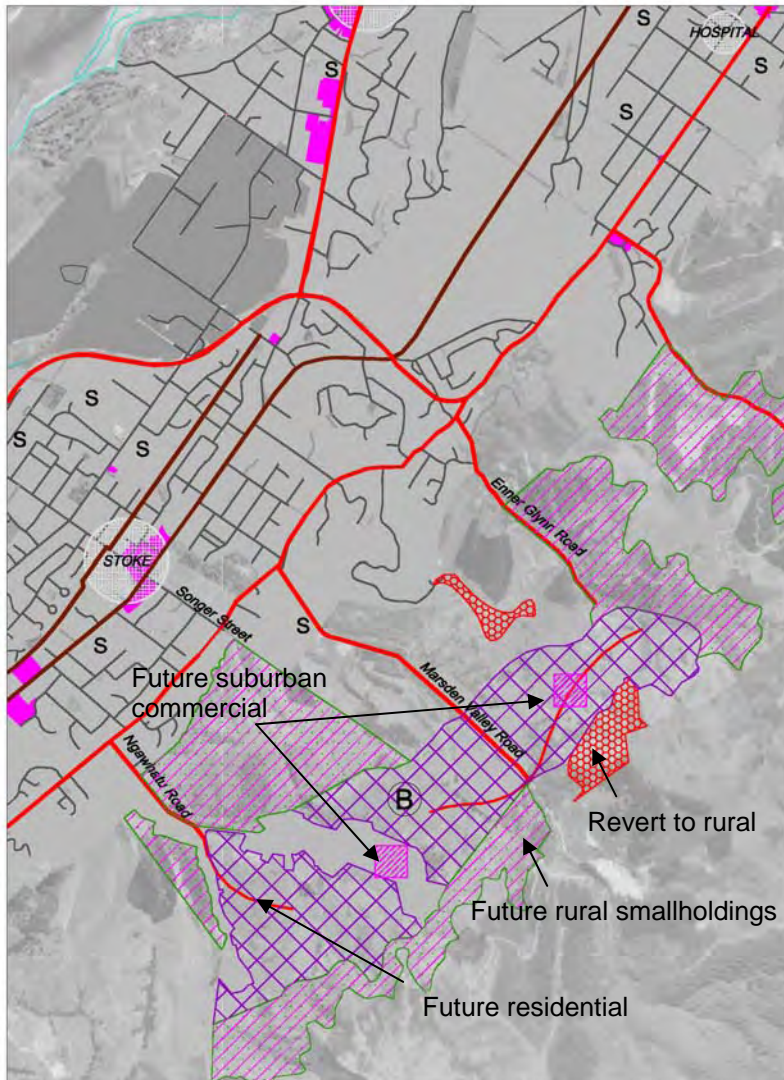 HOSPITAL
S
S
S
S
S
S
S
Enner Glynn Road
STOKE
Songer Street
S
S
Future suburban
commercial
Marsden Valley Road
Ngawhatu Road
B
Revert to rural
Future rural smallholdings
Future residential